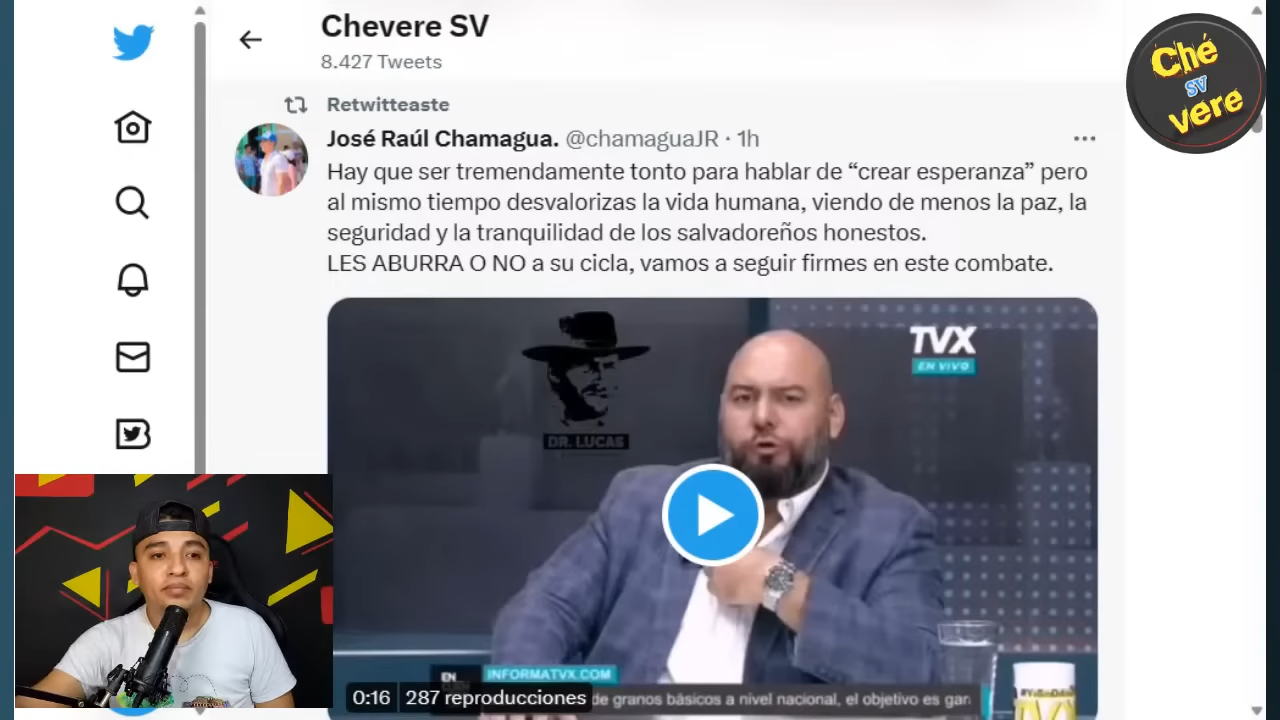 Chevere SV
8.427 Tweets
Retwitteaste
José Raúl Chamagua. @chamaguaJR · 1h
Hay que ser tremendamente tonto para hablar de “crear esperanza” pero
al mismo tiempo desvalorizas la vida humana, viendo de menos la paz, la
seguridad y la tranquilidad de los salvadoreños honestos.
LES ABURRA O NO a su cicla, vamos a seguir firmes en este combate.
Ché
SV
vere
TVX
EN VIVO
DR. LUCAS
EN
INFORMATVX.COM
0:16 287 reproducciones
de granos básicos a nivel nacional, el objetivo es gar